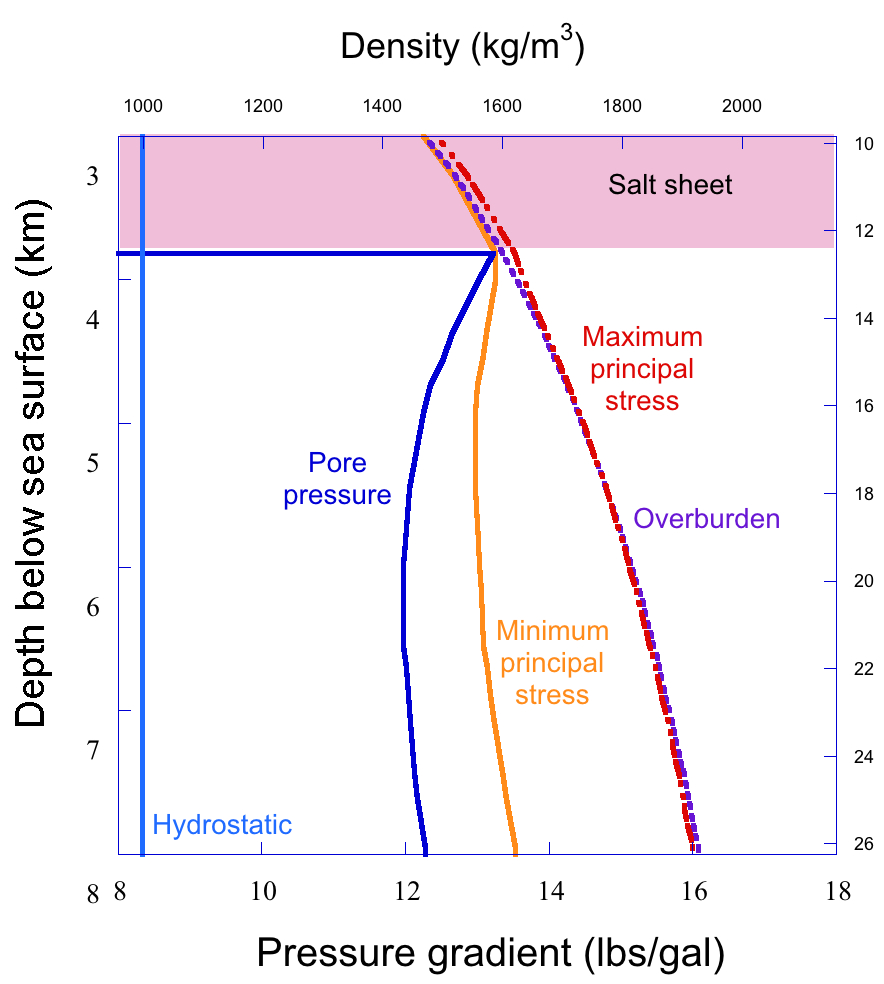 Density (kg/m³)
1000 1200 1400 1600 1800 2000
10
3
Salt sheet
12
4
14
Maximum
principal
stress
16
5
Pore
pressure
18
Overburden
20
6
Minimum
principal
stress
22
7
24
Hydrostatic
26
8 8 10 12 14 16 18
Pressure gradient (lbs/gal)
Depth below sea surface (km)